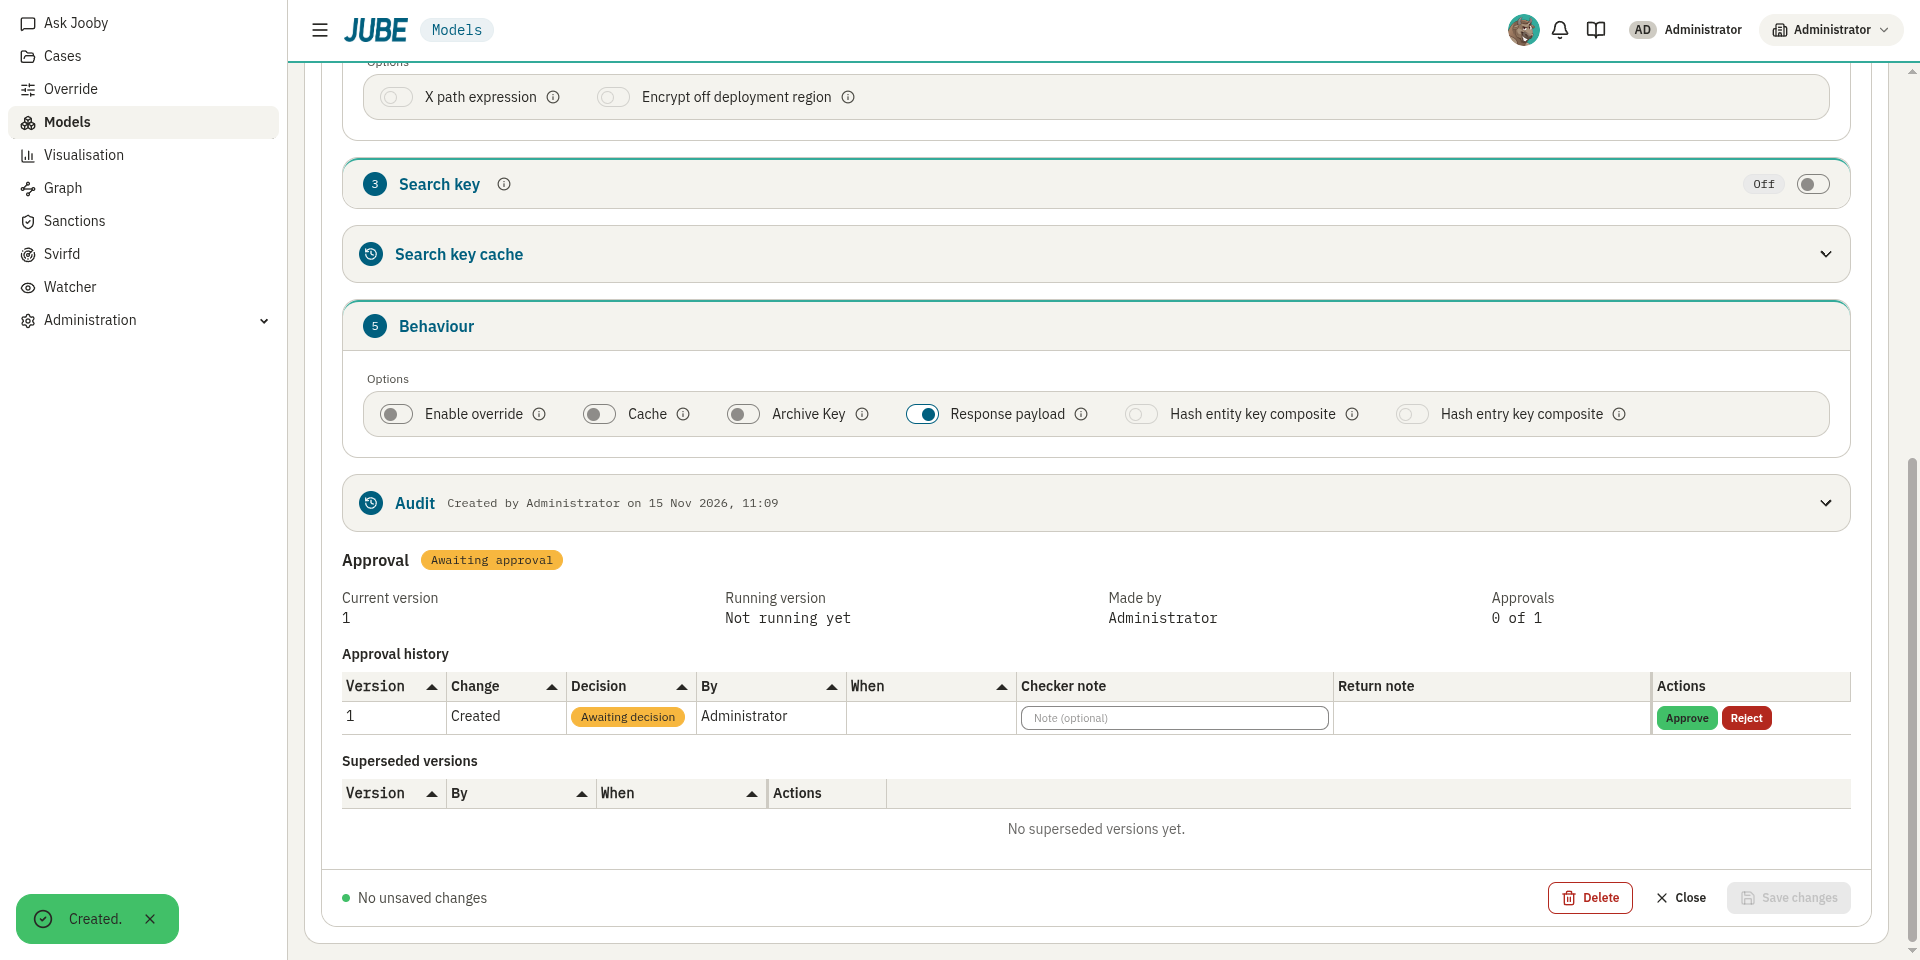 Ask Jooby
Cases
Override
Models
Visualisation
Graph
Sanctions
Svirfd
Watcher
Administration
JUBE
Models
AD Administrator
Administrator
Options
X path expression
Encrypt off deployment region
3 Search key
Off
Search key cache
5 Behaviour
Options
Enable override
Cache
Archive Key
Response payload
Hash entity key composite
Hash entry key composite
Audit Created by Administrator on 15 Nov 2026, 11:09
Approval Awaiting approval
Current version Running version Made by Approvals
1 Not running yet Administrator 0 of 1
Approval history
Version Change Decision By When Checker note Return note Actions
1 Created Awaiting decision Administrator Note (optional) Approve Reject
Superseded versions
Version By When Actions
No superseded versions yet.
No unsaved changes
Delete Close Save changes
Created.